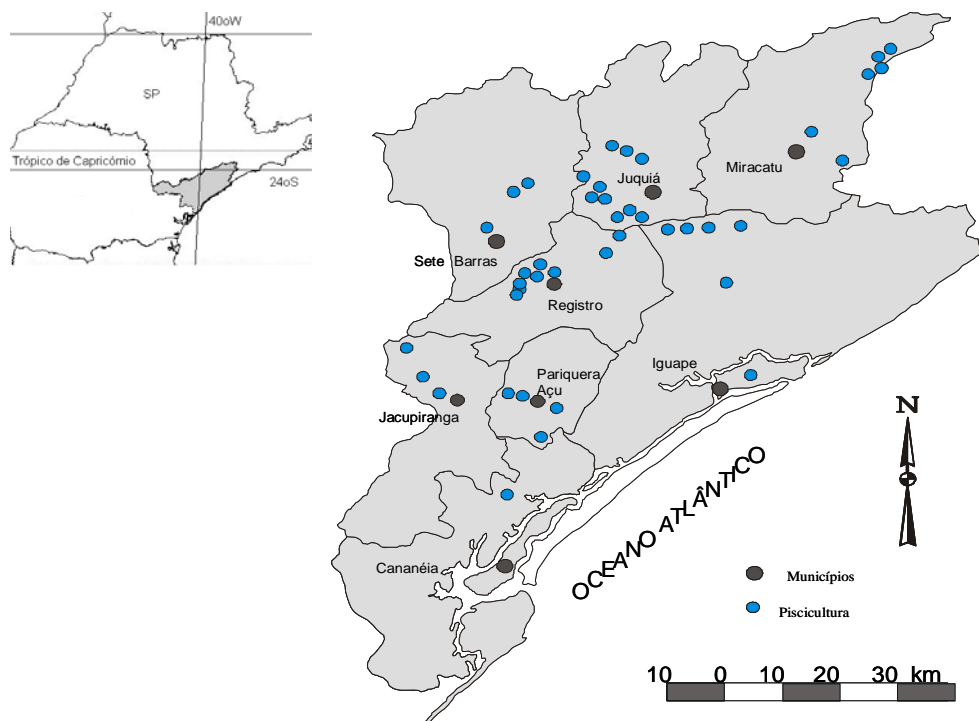 40oW
SP
Trópico de Capricórnio
24oS
Miracatu
Juquiá
Sete Barras
Registro
Iguape
Pariquera
Açu
Jacupiranga
N
OCEANO ATLÂNTICO
Cananéia
Municípios
Piscicultura
10 0 10 20 30 km